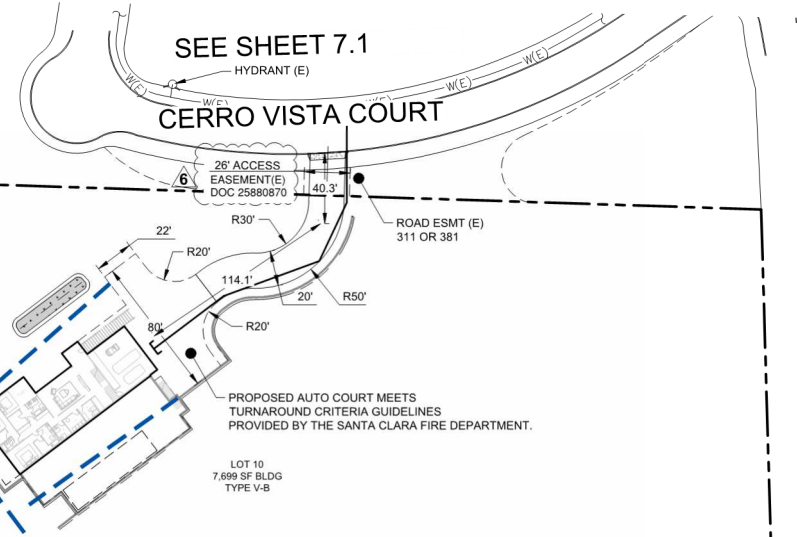 SEE SHEET 7.1
HYDRANT (E)
W(E)
W(E)
W(E)
W(E)
W(E)
CERRO VISTA COURT
6
26' ACCESS
EASEMENT(E)
DOC 25880870
40.3'
ROAD ESMT (E)
311 OR 381
R30'
22'
R20'
114.1'
20'
R50'
80'
R20'
PROPOSED AUTO COURT MEETS
TURNAROUND CRITERIA GUIDELINES
PROVIDED BY THE SANTA CLARA FIRE DEPARTMENT.
LOT 10
7,699 SF BLDG
TYPE V-B